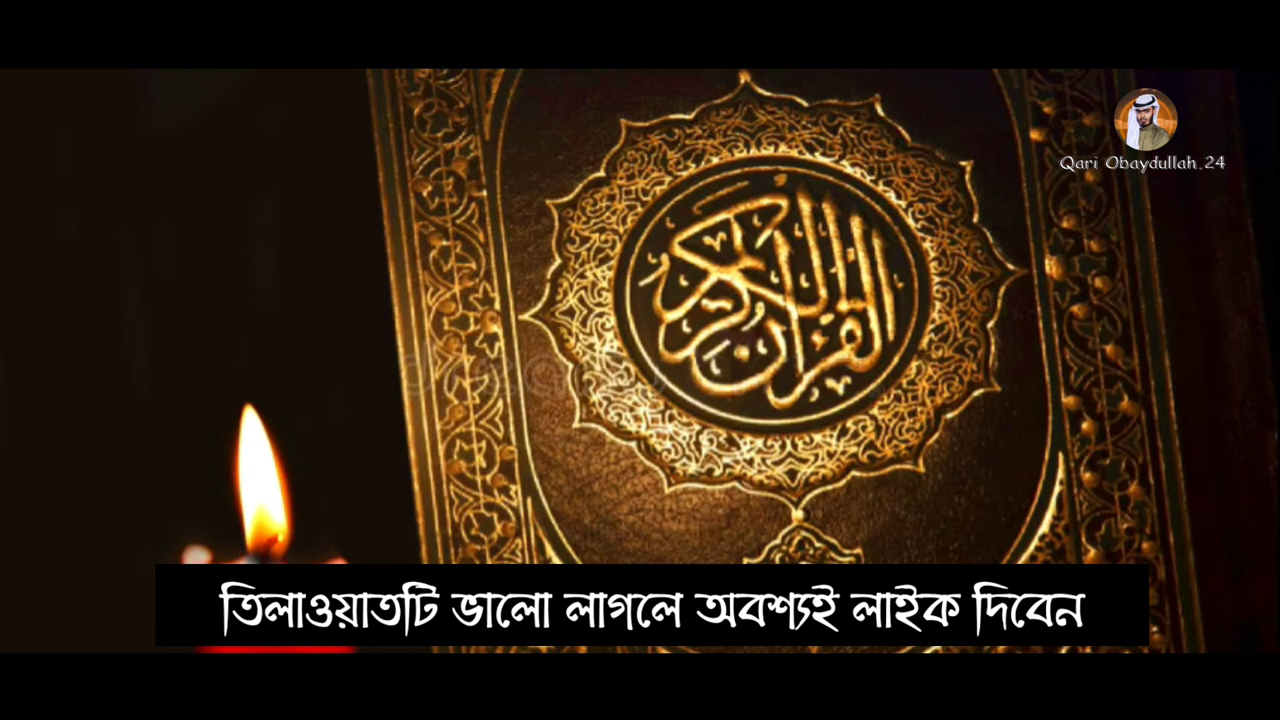 Qari Obaydullah.24
القرآن الكريم
তিলাওয়াতটি ভালো লাগলে অবশ্যই লাইক দিবেন